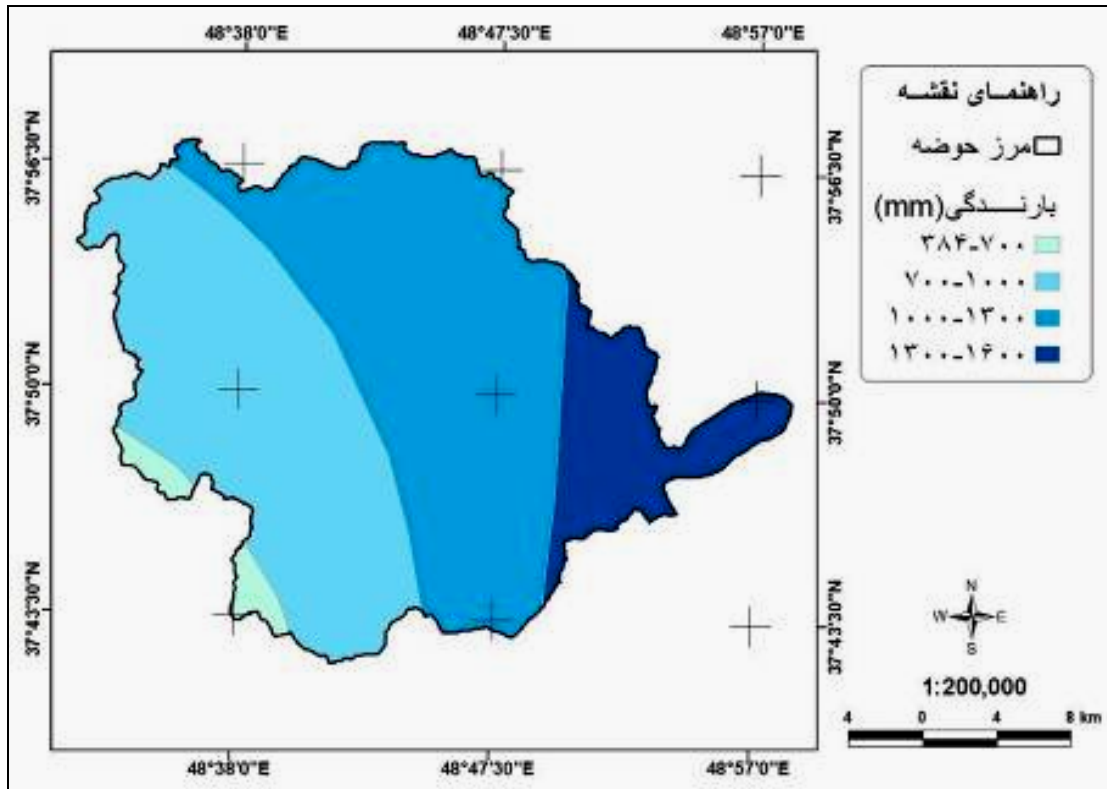 48°38'0"E 48°47'30"E 48°57'0"E
37°56'30"N 37°56'30"N
37°50'0"N 37°50'0"N
37°43'30"N 37°43'30"N
48°38'0"E 48°47'30"E 48°57'0"E
راهنمای نقشه
مرز حوضه
بارندگی(mm)
۳۸۴-۷۰۰
۷۰۰-۱۰۰۰
۱۰۰۰-۱۳۰۰
۱۳۰۰-۱۶۰۰
N
W E
S
1:200,000
4 0 4 8 km